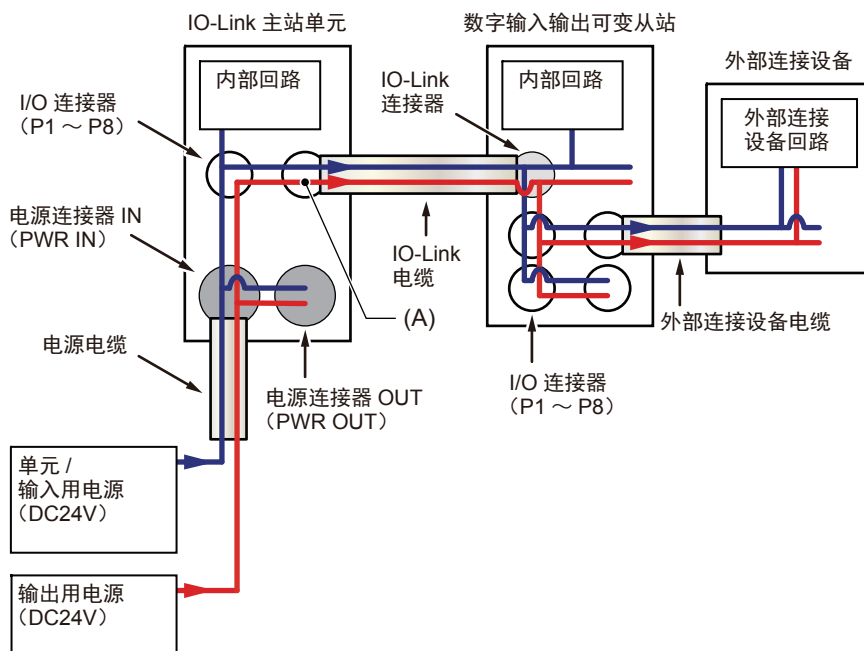 IO-Link 主站单元
数字输入输出可变从站
外部连接设备
内部回路
IO-Link
连接器
内部回路
外部连接
设备回路
I/O 连接器
（P1 ～ P8）
电源连接器 IN
（PWR IN）
IO-Link
电缆
(A)
外部连接设备电缆
电源电缆
电源连接器 OUT
（PWR OUT）
I/O 连接器
（P1 ～ P8）
单元 /
输入用电源
（DC24V）
输出用电源
（DC24V）